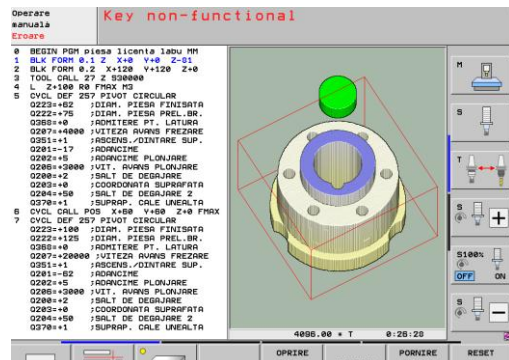 Operare
manuală
Eroare
Key non-functional
0 BEGIN PGM piesa licenta labu MM
1 BLK FORM 0.1 Z X+0 Y+0 Z-81
2 BLK FORM 0.2 X+120 Y+120 Z+0
3 TOOL CALL 27 Z S30000
4 L Z+100 R0 FMAX M3
5 CYCL DEF 257 PIVOT CIRCULAR
Q223=+62 ;DIAM. PIESA FINISATA
Q222=+75 ;DIAM. PIESA PREL.BR.
Q368=+0 ;ADMITERE PT. LATURA
Q207=+4000 ;VITEZA AVANS FREZARE
Q351=+1 ;ASCENS./DINTARE SUP.
Q201=-17 ;ADANCIME
Q202=+5 ;ADANCIME PLONJARE
Q206=+3000 ;VIT. AVANS PLONJARE
Q200=+2 ;SALT DE DEGAJARE
Q203=+0 ;COORDONATA SUPRAFATA
Q204=+50 ;SALT DE DEGAJARE 2
Q370=+1 ;SUPRAP. CALE UNEALTA
6 CYCL CALL POS X+60 Y+60 Z+0 FMAX
7 CYCL DEF 257 PIVOT CIRCULAR
Q223=+100 ;DIAM. PIESA FINISATA
Q222=+125 ;DIAM. PIESA PREL.BR.
Q368=+0 ;ADMITERE PT. LATURA
Q207=+20000 ;VITEZA AVANS FREZARE
Q351=+1 ;ASCENS./DINTARE SUP.
Q201=-62 ;ADANCIME
Q202=+5 ;ADANCIME PLONJARE
Q206=+3000 ;VIT. AVANS PLONJARE
Q200=+2 ;SALT DE DEGAJARE
Q203=+0 ;COORDONATA SUPRAFATA
Q204=+50 ;SALT DE DEGAJARE 2
Q370=+1 ;SUPRAP. CALE UNEALTA
4096.00 * T 0:26:28
M
S
T
S
S100%
OFF ON
S
OPRIRE
PORNIRE
RESET